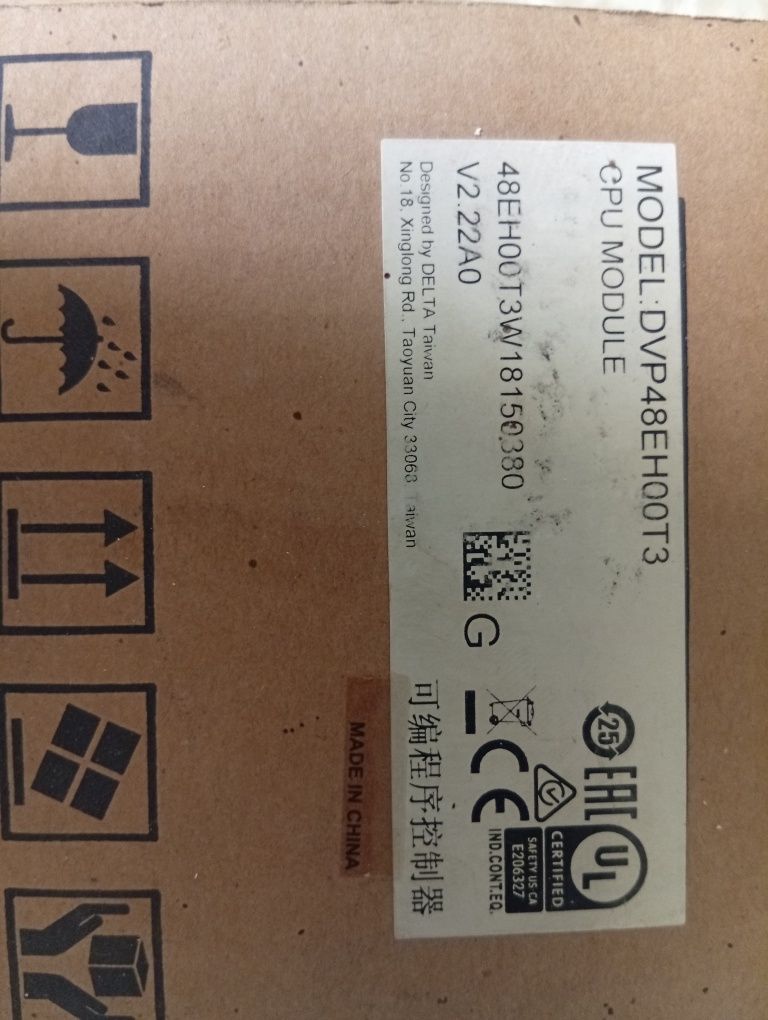 MODEL:DVP48EH00T3
CPU MODULE
48EH00T3W18150380
V2.22A0
G
Designed by DELTA Taiwan
No.18, Xinglong Rd., Taoyuan City 33068 Taiwan
25
EAC
UL
CERTIFIED
SAFETY US-CA
E206327
CE
IND.CONT.EQ.
可编程序控制器
MADE IN CHINA